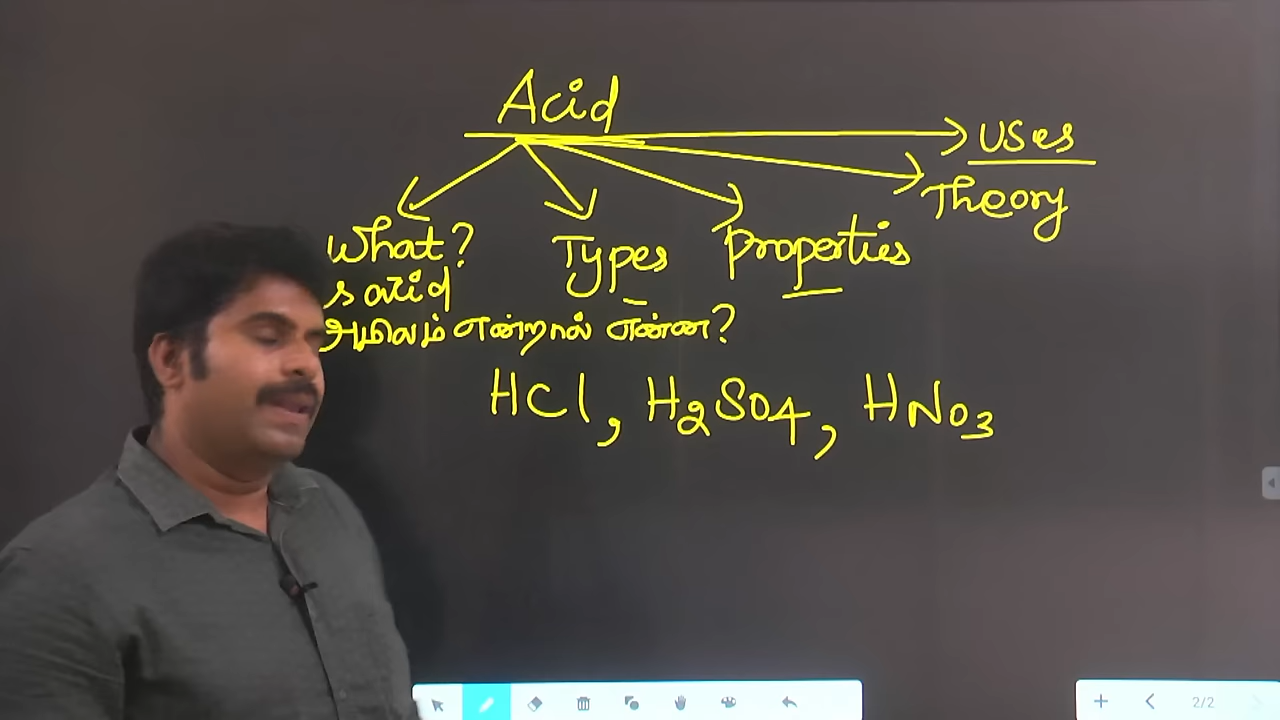 Acid
Uses
Theory
What? Types Properties
s acid
அமிலம் என்றால் என்ன?
HCl, H2SO4, HNO3
2/2